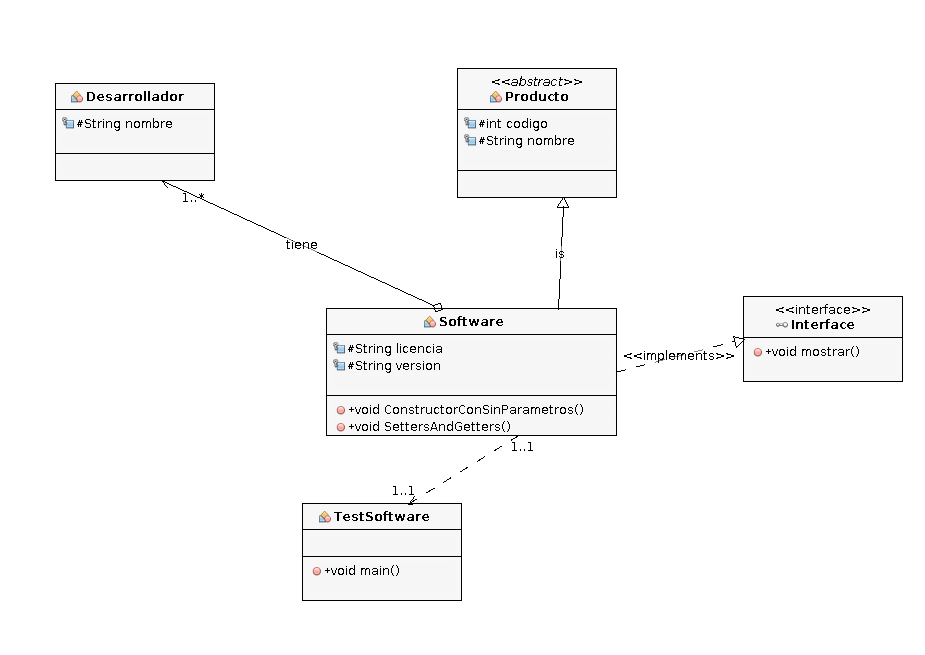 Desarrollador
#String nombre
<<abstract>>
Producto
#int codigo
#String nombre
1..*
tiene
is
Software
#String licencia
#String version
+void ConstructorConSinParametros()
+void SettersAndGetters()
<<implements>>
<<interface>>
Interface
+void mostrar()
1..1
1..1
TestSoftware
+void main()